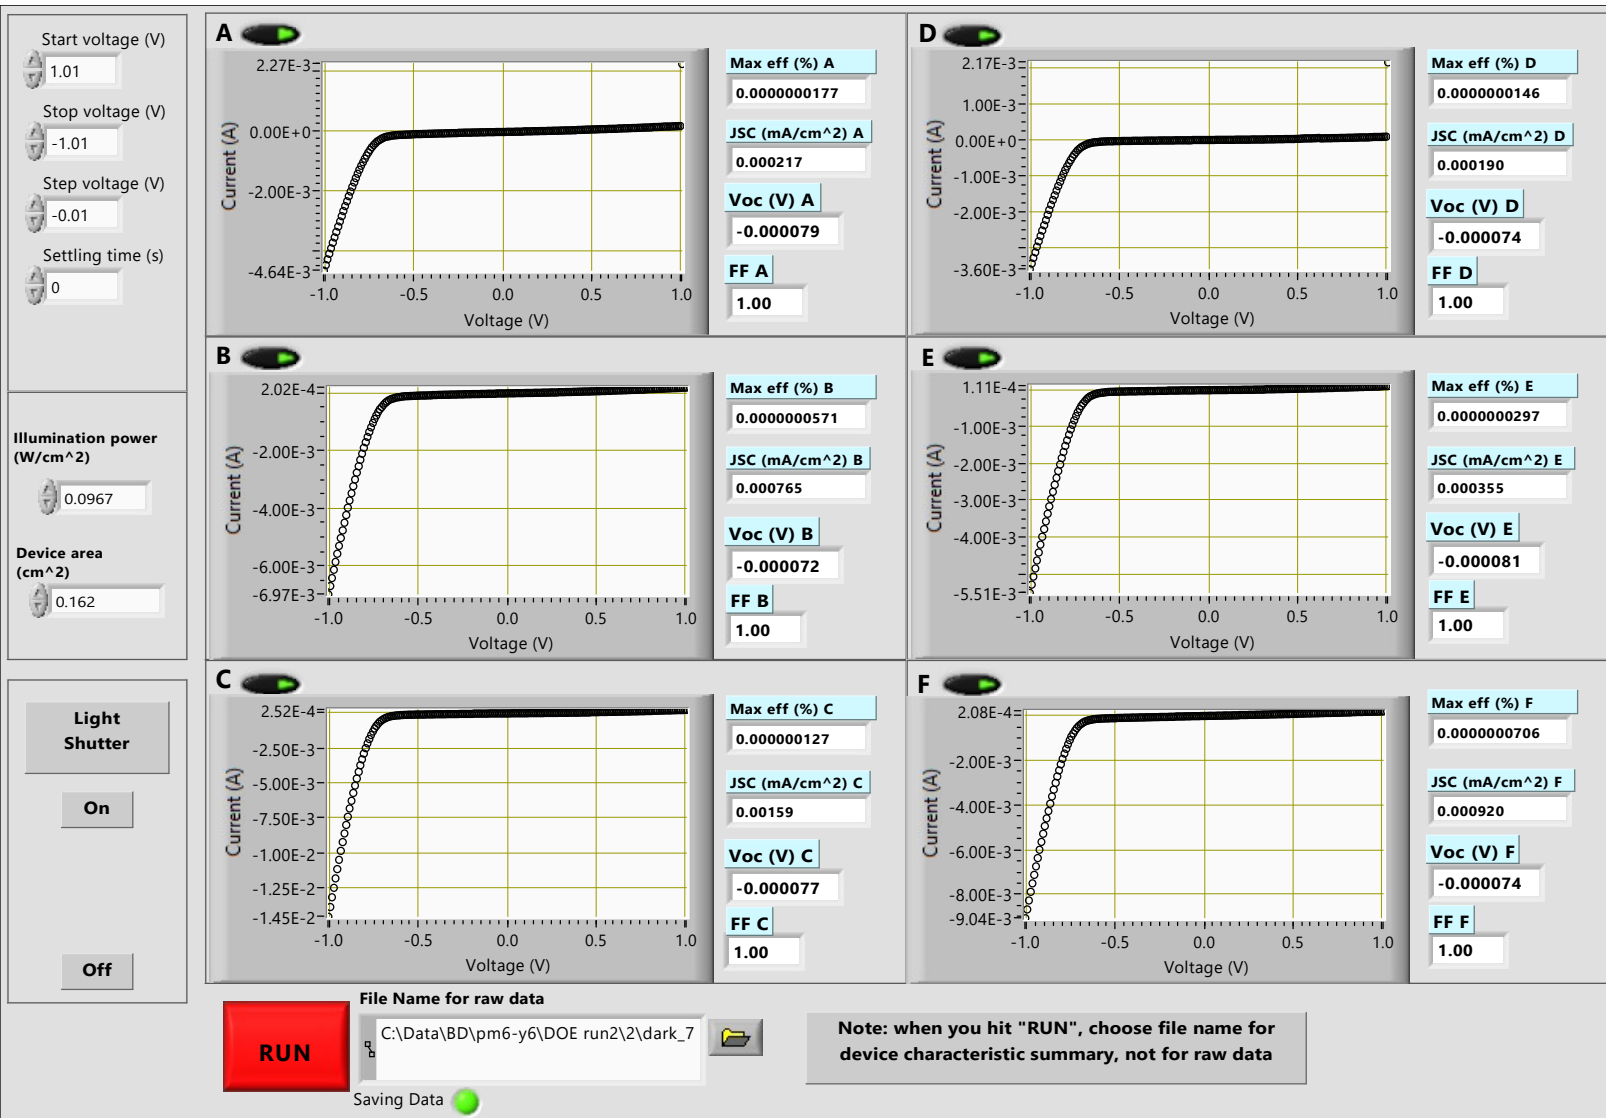 Start voltage (V)
1.01
Stop voltage (V)
-1.01
Step voltage (V)
-0.01
Settling time (s)
0
Illumination power
(W/cm^2)
0.0967
Device area
(cm^2)
0.162
Light
Shutter
On
Off
A
2.27E-3
0.00E+0
-2.00E-3
-4.64E-3
Current (A)
-1.0 -0.5 0.0 0.5 1.0
Voltage (V)
Max eff (%) A
0.0000000177
JSC (mA/cm^2) A
0.000217
Voc (V) A
-0.000079
FF A
1.00
D
2.17E-3
1.00E-3
0.00E+0
-1.00E-3
-2.00E-3
-3.60E-3
Current (A)
-1.0 -0.5 0.0 0.5 1.0
Voltage (V)
Max eff (%) D
0.0000000146
JSC (mA/cm^2) D
0.000190
Voc (V) D
-0.000074
FF D
1.00
B
2.02E-4
-2.00E-3
-4.00E-3
-6.00E-3
-6.97E-3
Current (A)
-1.0 -0.5 0.0 0.5 1.0
Voltage (V)
Max eff (%) B
0.0000000571
JSC (mA/cm^2) B
0.000765
Voc (V) B
-0.000072
FF B
1.00
E
1.11E-4
-1.00E-3
-2.00E-3
-3.00E-3
-4.00E-3
-5.51E-3
Current (A)
-1.0 -0.5 0.0 0.5 1.0
Voltage (V)
Max eff (%) E
0.0000000297
JSC (mA/cm^2) E
0.000355
Voc (V) E
-0.000081
FF E
1.00
C
2.52E-4
-2.50E-3
-5.00E-3
-7.50E-3
-1.00E-2
-1.25E-2
-1.45E-2
Current (A)
-1.0 -0.5 0.0 0.5 1.0
Voltage (V)
Max eff (%) C
0.000000127
JSC (mA/cm^2) C
0.00159
Voc (V) C
-0.000077
FF C
1.00
F
2.08E-4
-2.00E-3
-4.00E-3
-6.00E-3
-8.00E-3
-9.04E-3
Current (A)
-1.0 -0.5 0.0 0.5 1.0
Voltage (V)
Max eff (%) F
0.0000000706
JSC (mA/cm^2) F
0.000920
Voc (V) F
-0.000074
FF F
1.00
RUN
File Name for raw data
C:\Data\BD\pm6-y6\DOE run2\2\dark_7
Saving Data
Note: when you hit "RUN", choose file name for
device characteristic summary, not for raw data